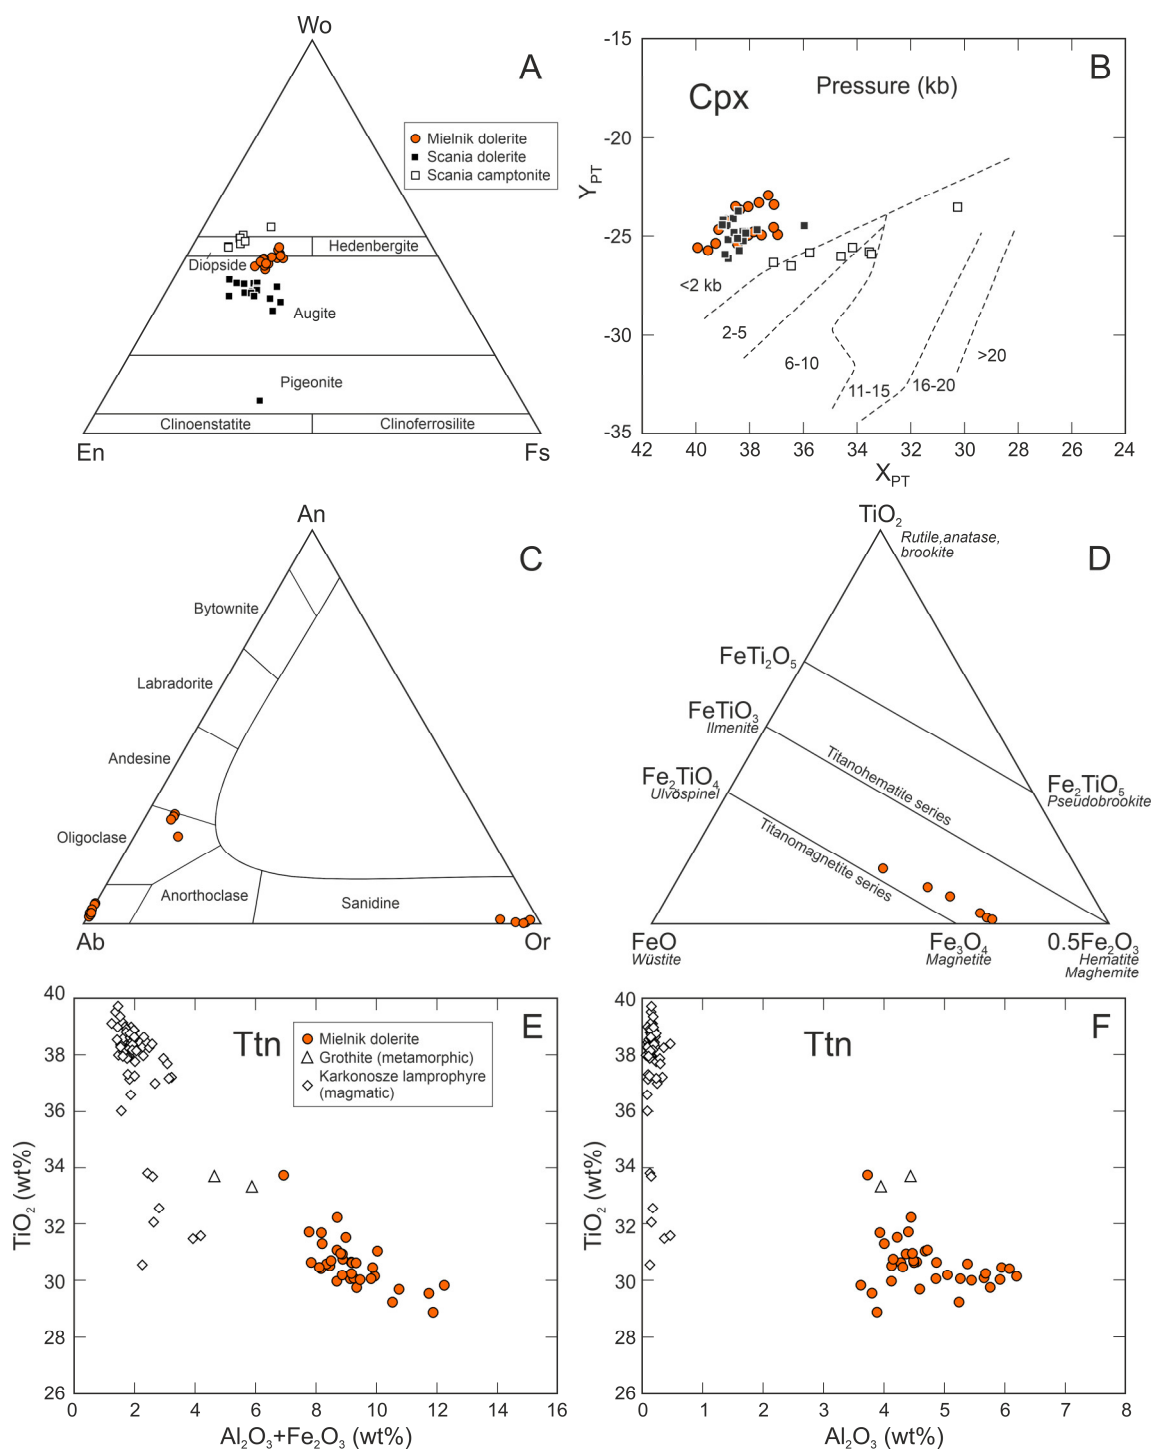 Wo
A
Mielnik dolerite
Scania dolerite
Scania camptonite
Hedenbergite
Diopside
Augite
Pigeonite
Clinoenstatite
Clinoferrosilite
En
Fs
-15
B
Pressure (kb)
Cpx
-20
Y_PT
-25
<2 kb
2-5
-30
6-10
11-15
16-20
>20
-35
42
40
38
36
34
32
30
28
26
24
X_PT
An
C
Bytownite
Labradorite
Andesine
Oligoclase
Anorthoclase
Sanidine
Ab
Or
TiO₂
Rutile,anatase,
brookite
D
FeTi₂O₅
FeTiO₃
Ilmenite
Fe₂TiO₄
Ulvospinel
Titanohematite series
Titanomagnetite series
Fe₂TiO₅
Pseudobrookite
FeO
Wüstite
Fe₃O₄
Magnetite
0.5Fe₂O₃
Hematite
Maghemite
40
E
Ttn
Mielnik dolerite
Grothite (metamorphic)
Karkonosze lamprophyre
(magmatic)
38
36
34
32
30
28
26
TiO₂ (wt%)
0
2
4
6
8
10
12
14
16
Al₂O₃+Fe₂O₃ (wt%)
40
F
Ttn
38
36
34
32
30
28
26
TiO₂ (wt%)
0
1
2
3
4
5
6
7
8
Al₂O₃ (wt%)